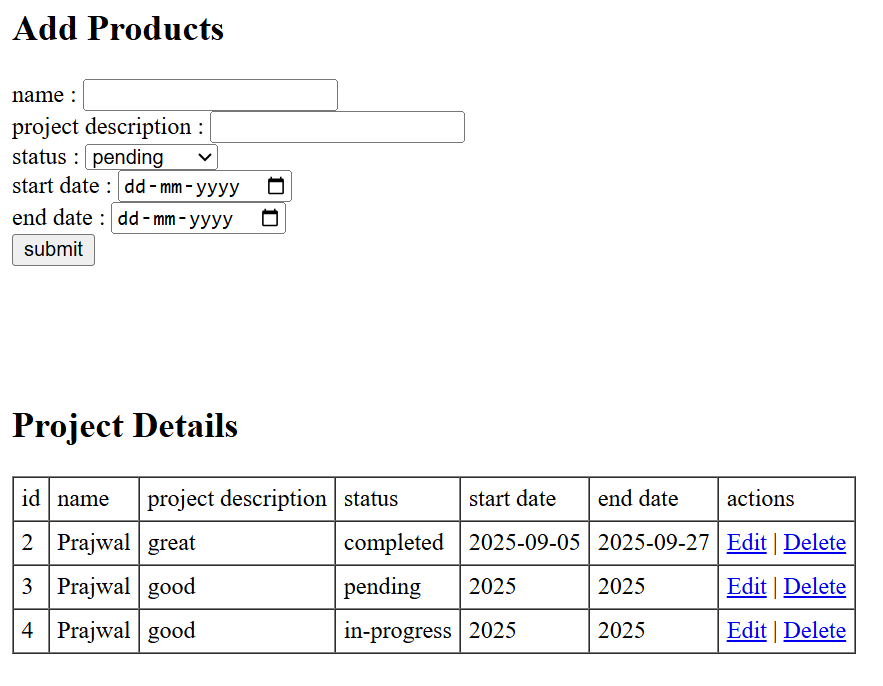 Add Products
name :
project description :
status : pending
start date : dd-mm-yyyy
end date : dd-mm-yyyy
submit
Project Details
id name project description status start date end date actions
2 Prajwal great completed 2025-09-05 2025-09-27 Edit | Delete
3 Prajwal good pending 2025 2025 Edit | Delete
4 Prajwal good in-progress 2025 2025 Edit | Delete